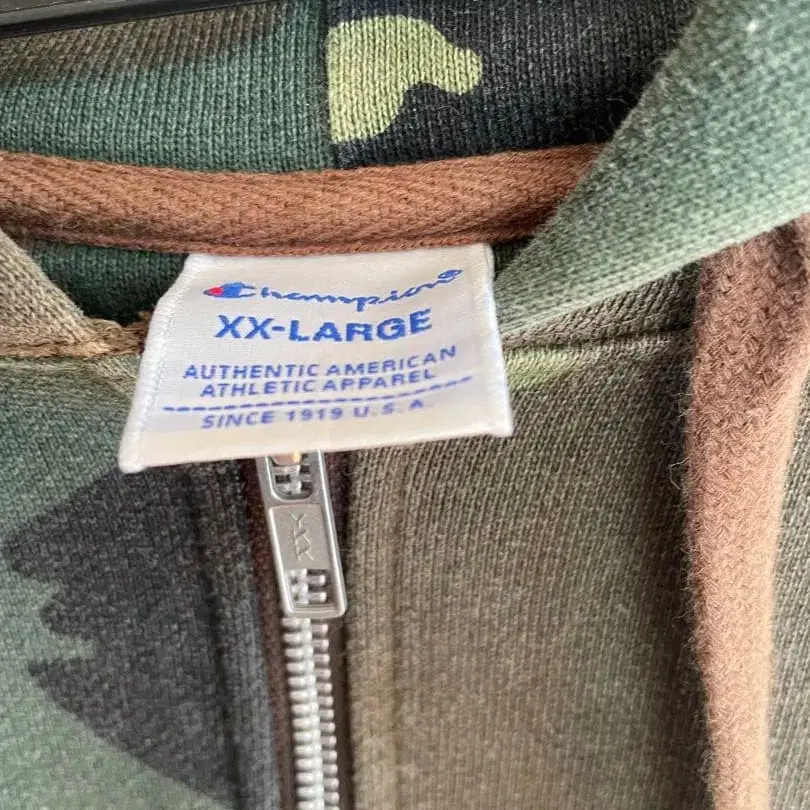 Champion
XX-LARGE
AUTHENTIC AMERICAN
ATHLETIC APPAREL
SINCE 1919 U.S.A.
YKK